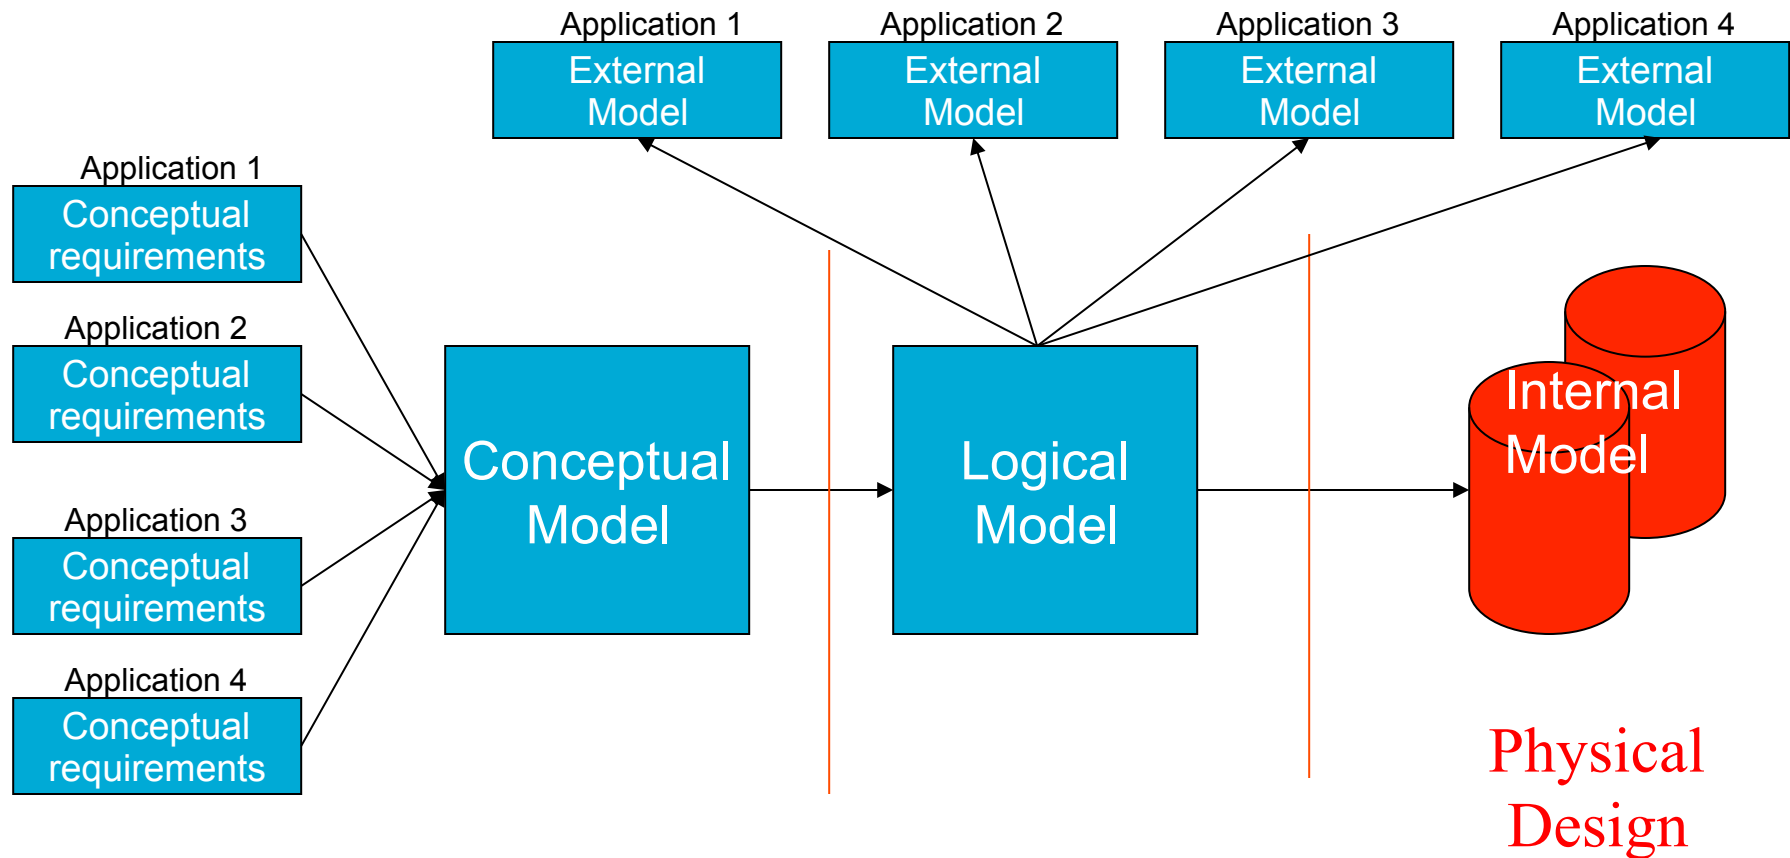 Application 1
External
Model
Application 2
External
Model
Application 3
External
Model
Application 4
External
Model
Application 1
Conceptual
requirements
Application 2
Conceptual
requirements
Application 3
Conceptual
requirements
Application 4
Conceptual
requirements
Conceptual
Model
Logical
Model
Internal
Model
Physical
Design